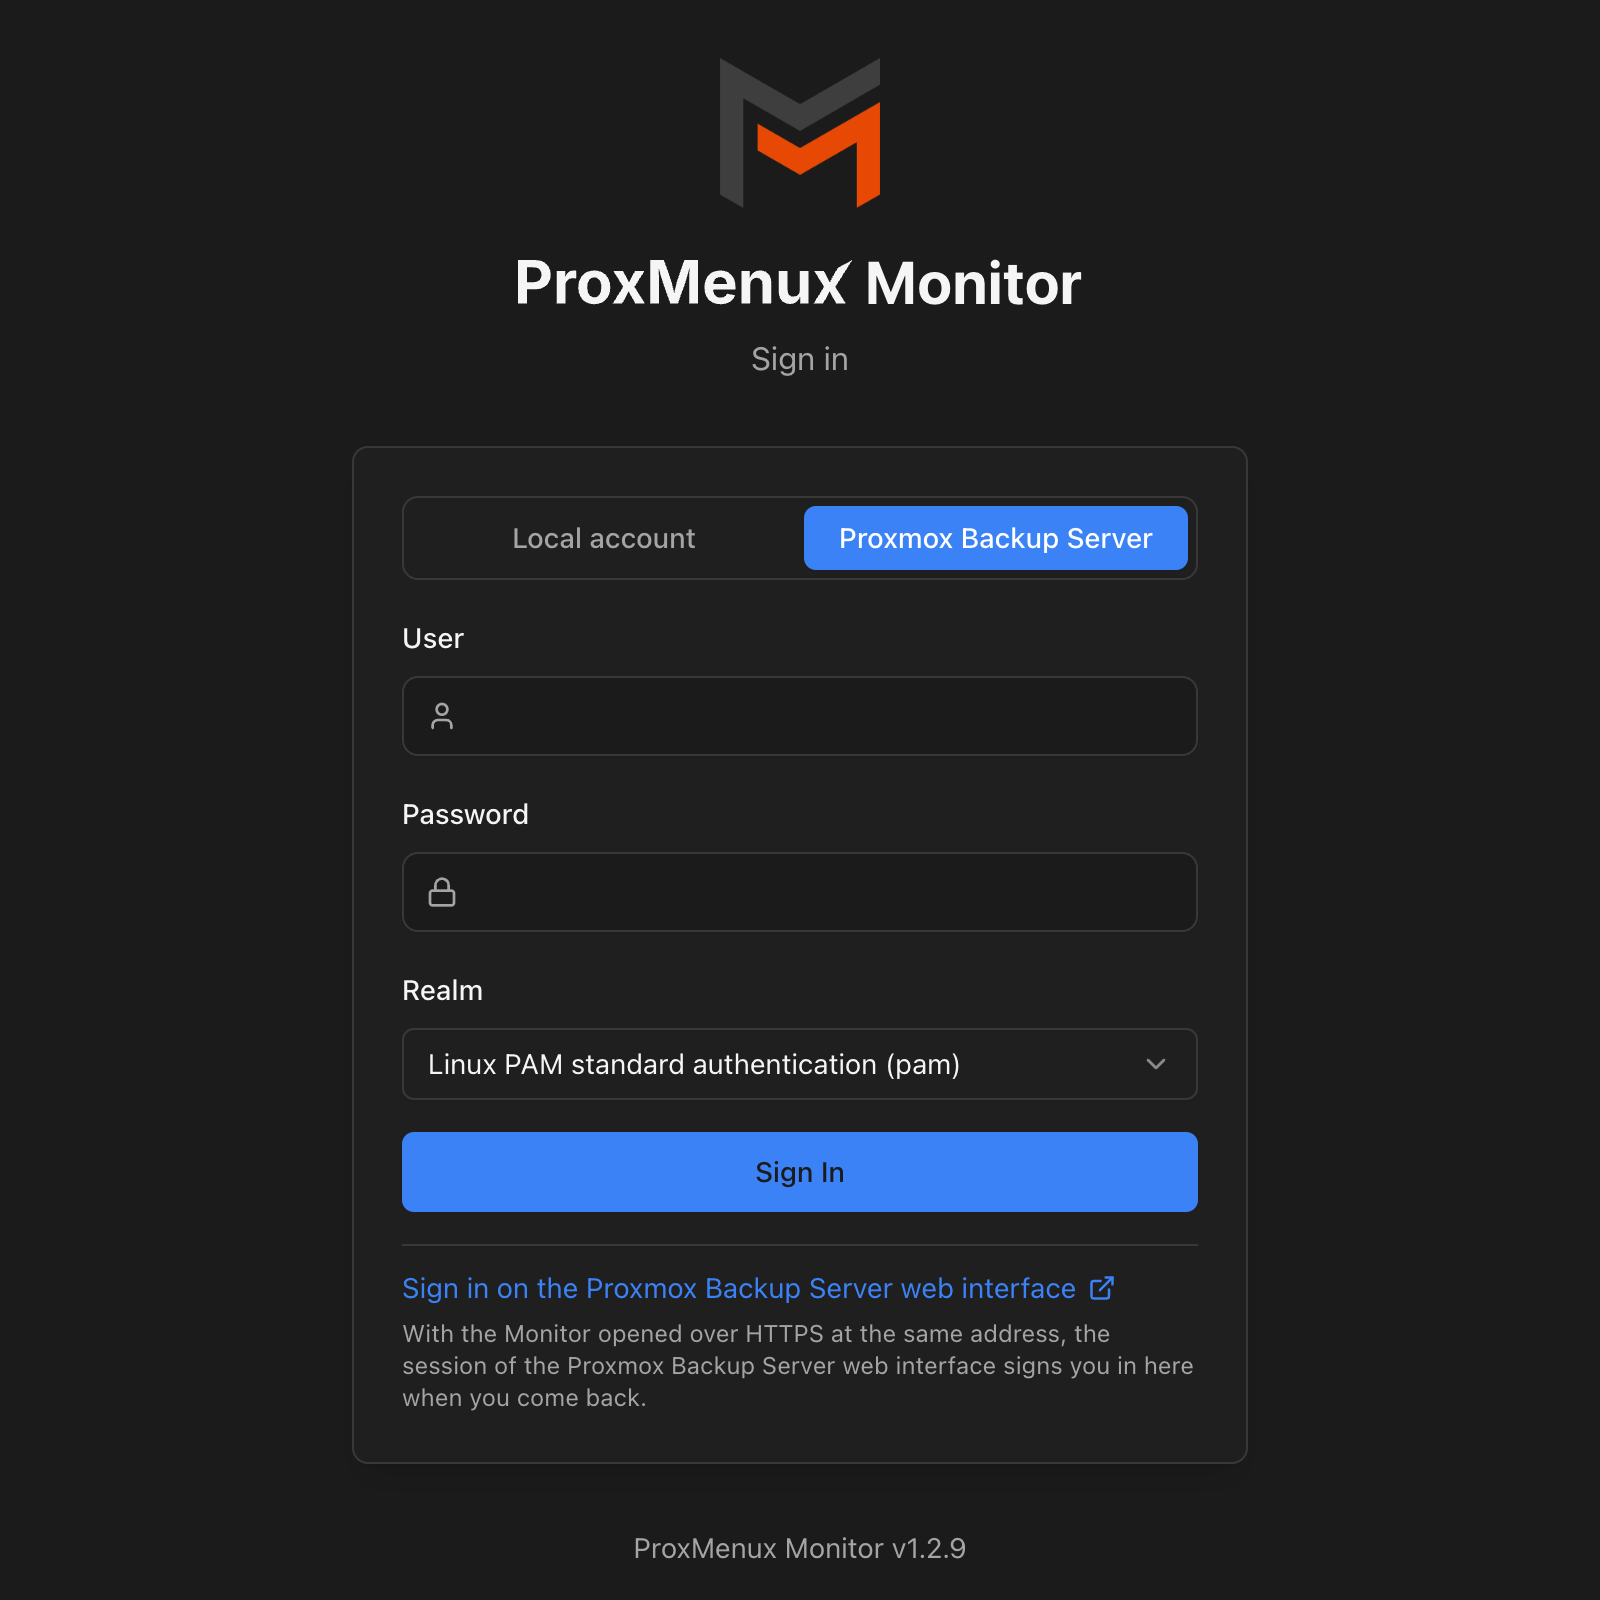 ProxMenux Monitor
Sign in
Local account
Proxmox Backup Server
User
Password
Realm
Linux PAM standard authentication (pam)
Sign In
Sign in on the Proxmox Backup Server web interface
With the Monitor opened over HTTPS at the same address, the
session of the Proxmox Backup Server web interface signs you in here
when you come back.
ProxMenux Monitor v1.2.9